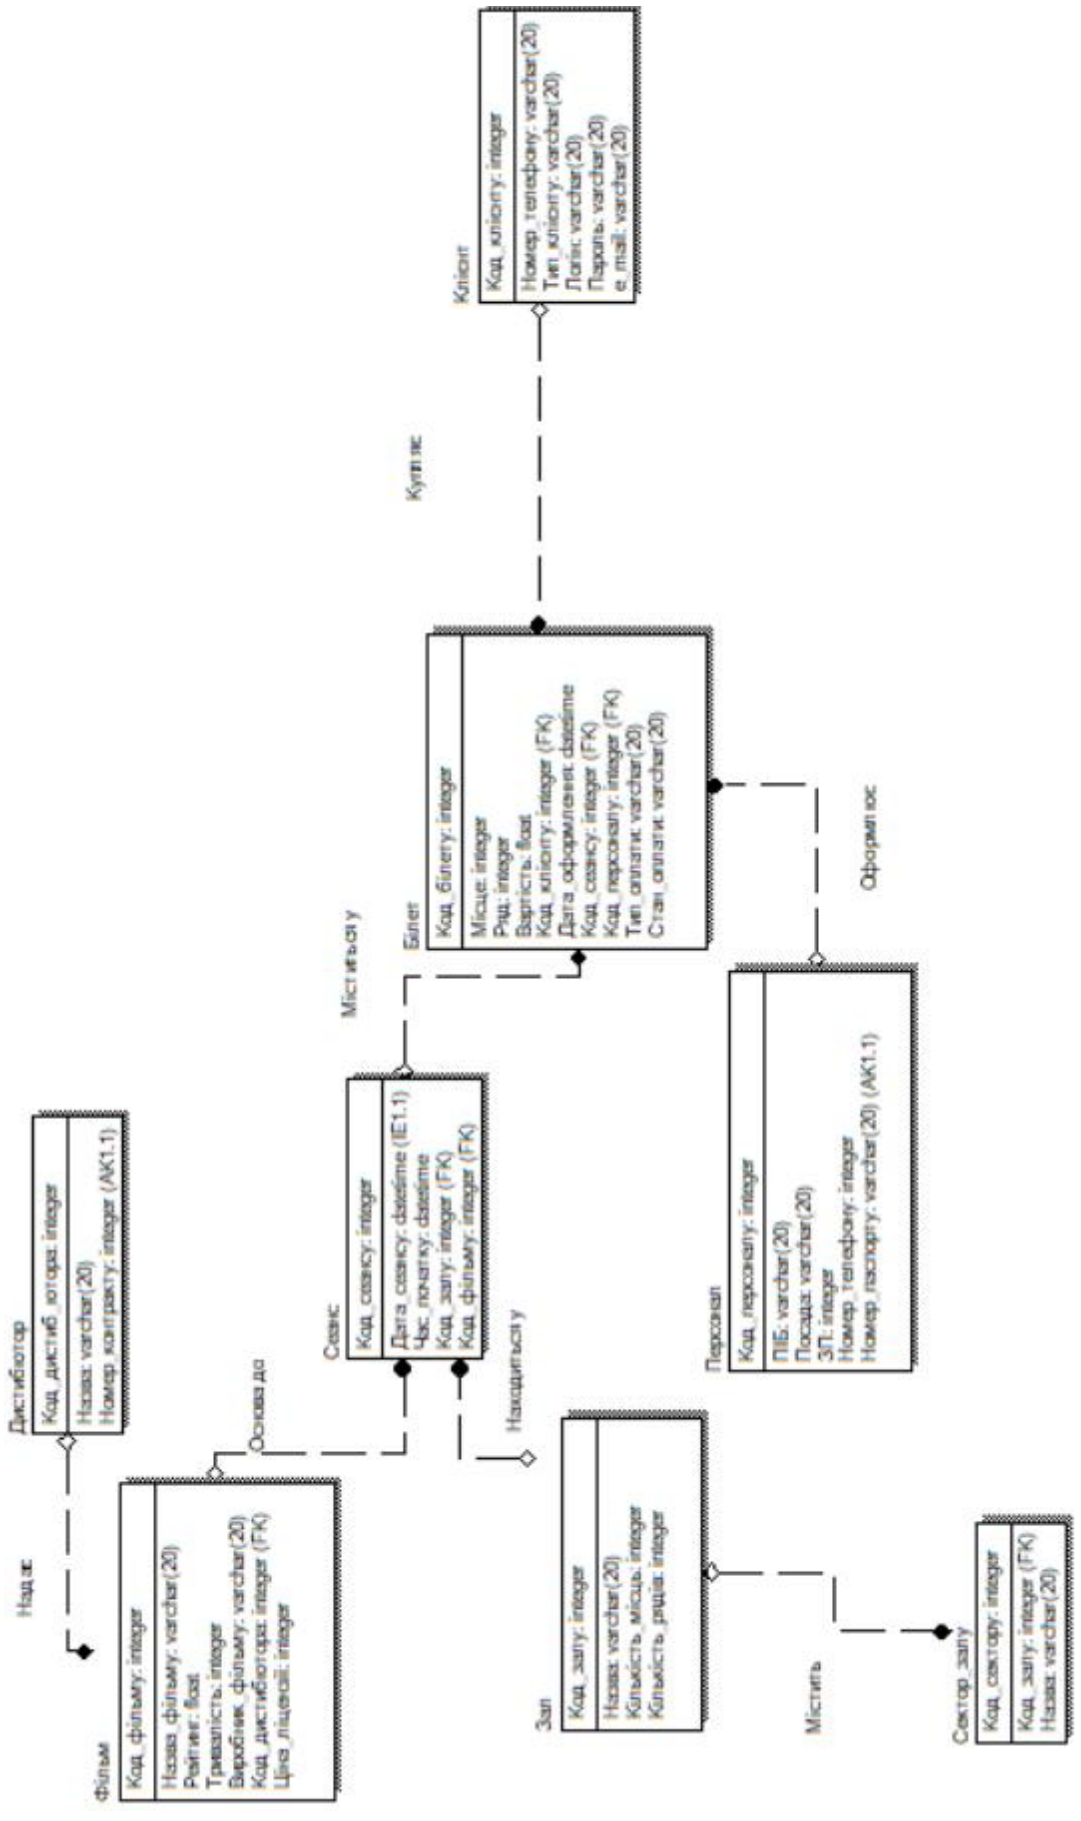 Дистибютор
Код_дистиб_ютора: integer
Назва: varchar(20)
Номер_контракту: integer (AK1.1)
Надає
Фільм
Код_фільму: integer
Назва_фільму: varchar(20)
Рейтинг: float
Тривалість: integer
Виробник_фільму: varchar(20)
Код_дистибютора: integer (FK)
Ціна_ліцензії: integer
Основа до
Сеанс
Код_сеансу: integer
Дата_сеансу: datetime (IE1.1)
Час_початку: datetime
Код_залу: integer (FK)
Код_фільму: integer (FK)
Міститься у
Білет
Код_білету: integer
Місце: integer
Ряд: integer
Вартість: float
Код_клієнту: integer (FK)
Дата_оформлення: datetime
Код_сеансу: integer (FK)
Код_персоналу: integer (FK)
Тип_оплати: varchar(20)
Стан_оплати: varchar(20)
Купляє
Клієнт
Код_клієнту: integer
Номер_телефону: varchar(20)
Тип_клієнту: varchar(20)
Логін: varchar(20)
Пароль: varchar(20)
e_mail: varchar(20)
Находиться у
Зал
Код_залу: integer
Назва: varchar(20)
Кількість_місць: integer
Кількість_рядів: integer
Персонал
Код_персоналу: integer
ПІБ: varchar(20)
Посада: varchar(20)
ЗП: integer
Номер_телефону: integer
Номер_паспорту: varchar(20) (AK1.1)
Оформлює
Містить
Сектор_залу
Код_сектору: integer
Код_залу: integer (FK)
Назва: varchar(20)